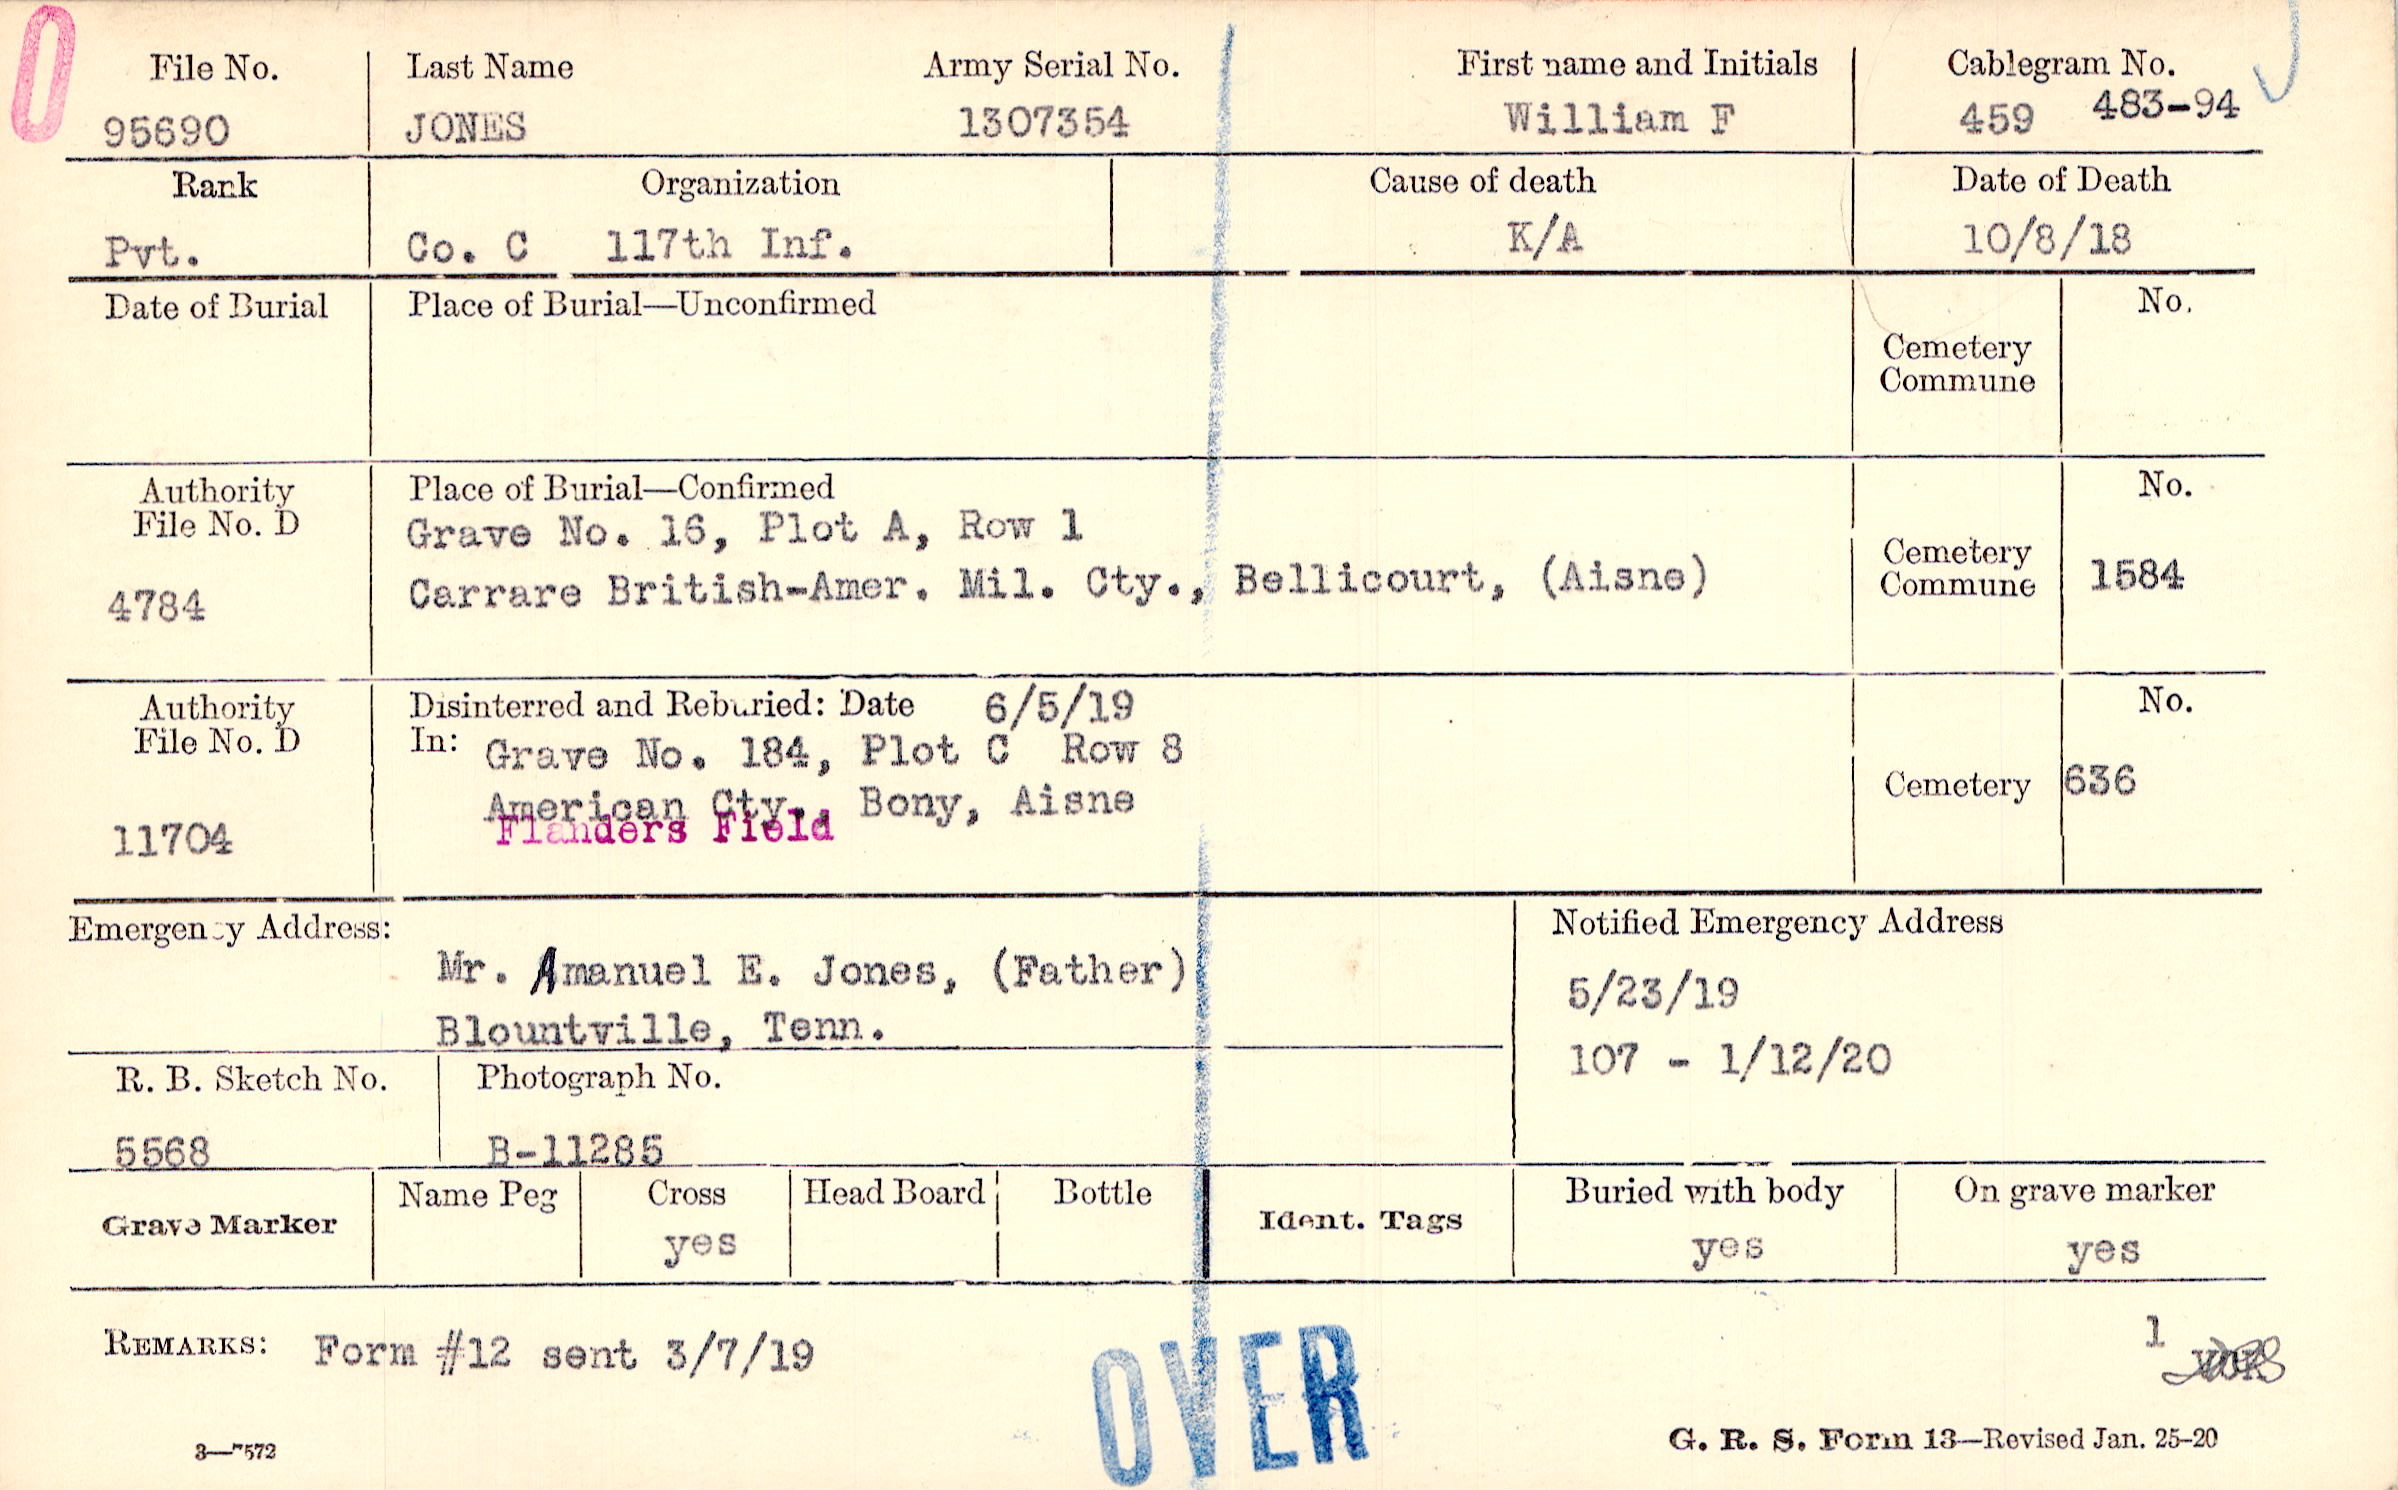 0
File No. Last Name Army Serial No. First name and Initials Cablegram No.
95690 JONES 1307354 William F 459 483-94
Rank Organization Cause of death Date of Death
Pvt. Co. C 117th Inf. K/A 10/8/18
Date of Burial Place of Burial—Unconfirmed No.
Cemetery
Commune
Authority Place of Burial—Confirmed No.
File No. D Grave No. 16, Plot A, Row 1
4784 Carrare British-Amer. Mil. Cty., Bellicourt, (Aisne) Cemetery
Commune 1584
Authority Disinterred and Reburied: Date 6/5/19 No.
File No. D In: Grave No. 184, Plot C Row 8
American Cty., Bony, Aisne Cemetery 636
11704 Flanders Field
Emergency Address: Notified Emergency Address
Mr. Amanuel E. Jones, (Father) 5/23/19
Blountville, Tenn. 107 - 1/12/20
R. B. Sketch No. Photograph No.
5568 B-11285
Grave Marker Name Peg Cross Head Board Bottle Ident. Tags Buried with body On grave marker
yes yes yes
REMARKS: Form #12 sent 3/7/19 1
OVER
3—7572 G. R. S. Form 13—Revised Jan. 25-20